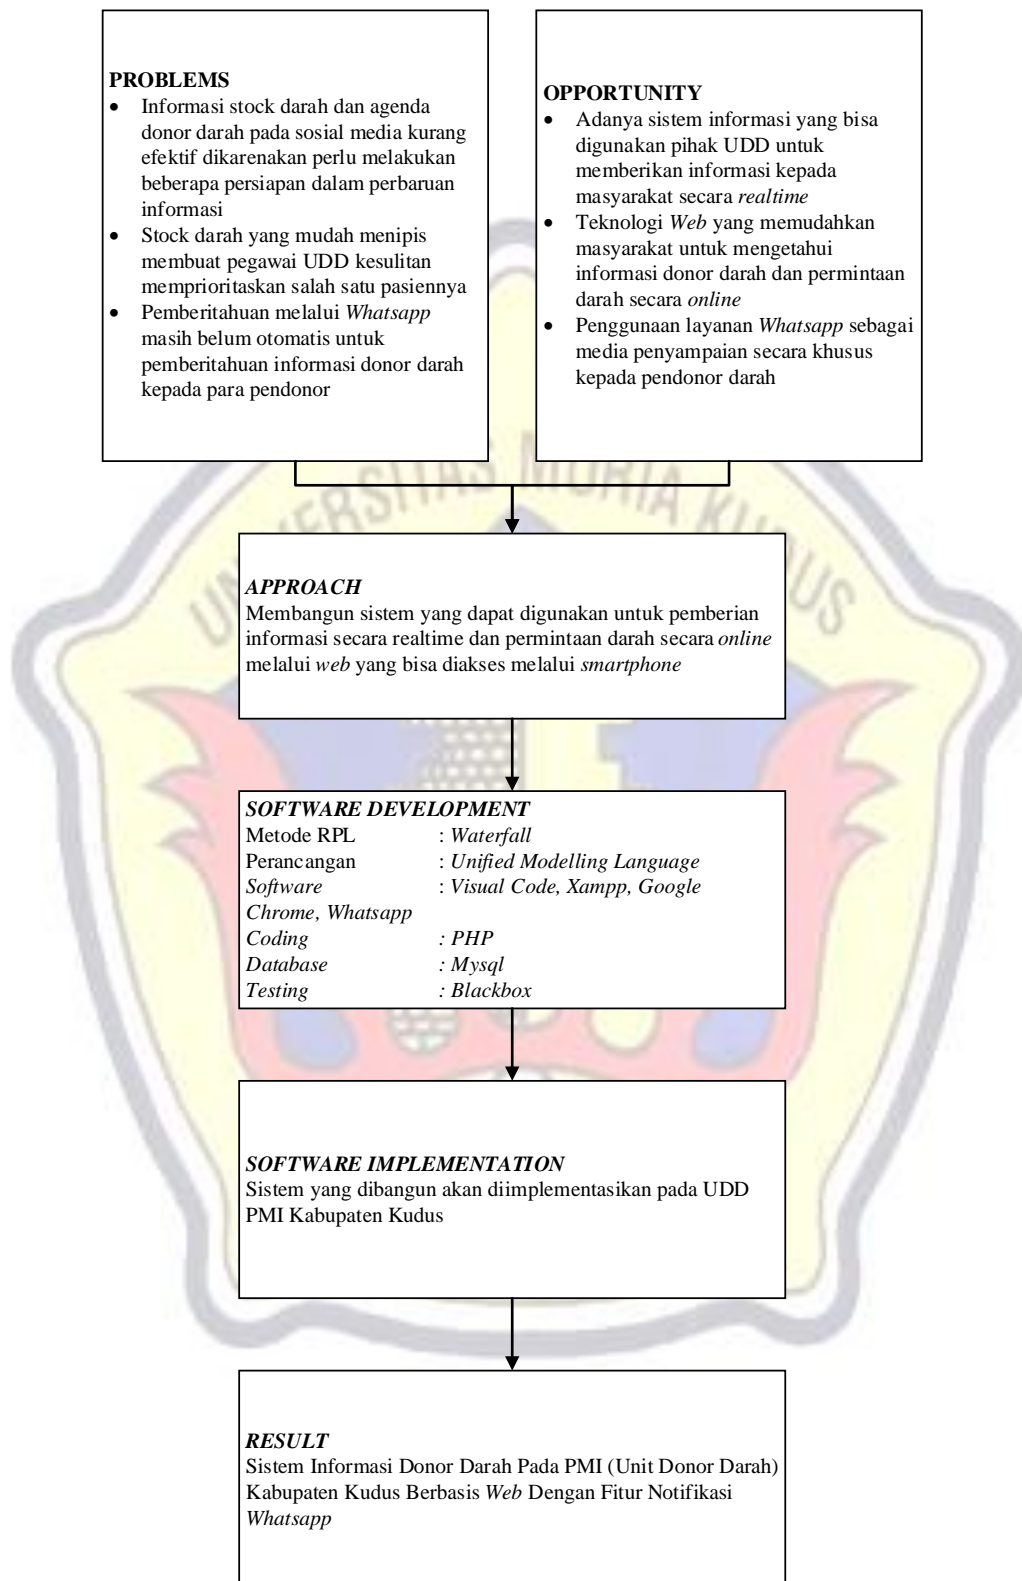 PROBLEMS
• Informasi stock darah dan agenda
donor darah pada sosial media kurang
efektif dikarenakan perlu melakukan
beberapa persiapan dalam perbaruan
informasi
• Stock darah yang mudah menipis
membuat pegawai UDD kesulitan
memprioritaskan salah satu pasiennya
• Pemberitahuan melalui Whatsapp
masih belum otomatis untuk
pemberitahuan informasi donor darah
kepada para pendonor
OPPORTUNITY
• Adanya sistem informasi yang bisa
digunakan pihak UDD untuk
memberikan informasi kepada
masyarakat secara realtime
• Teknologi Web yang memudahkan
masyarakat untuk mengetahui
informasi donor darah dan permintaan
darah secara online
• Penggunaan layanan Whatsapp sebagai
media penyampaian secara khusus
kepada pendonor darah
UNIVERSITAS MURIA KUDUS
APPROACH
Membangun sistem yang dapat digunakan untuk pemberian
informasi secara realtime dan permintaan darah secara online
melalui web yang bisa diakses melalui smartphone
SOFTWARE DEVELOPMENT
Metode RPL : Waterfall
Perancangan : Unified Modelling Language
Software : Visual Code, Xampp, Google
Chrome, Whatsapp
Coding : PHP
Database : Mysql
Testing : Blackbox
SOFTWARE IMPLEMENTATION
Sistem yang dibangun akan diimplementasikan pada UDD
PMI Kabupaten Kudus
RESULT
Sistem Informasi Donor Darah Pada PMI (Unit Donor Darah)
Kabupaten Kudus Berbasis Web Dengan Fitur Notifikasi
Whatsapp